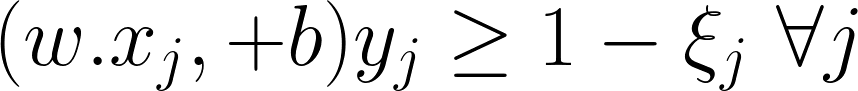 (w.x_j, +b)y_j ≥ 1 − ξ_j ∀j